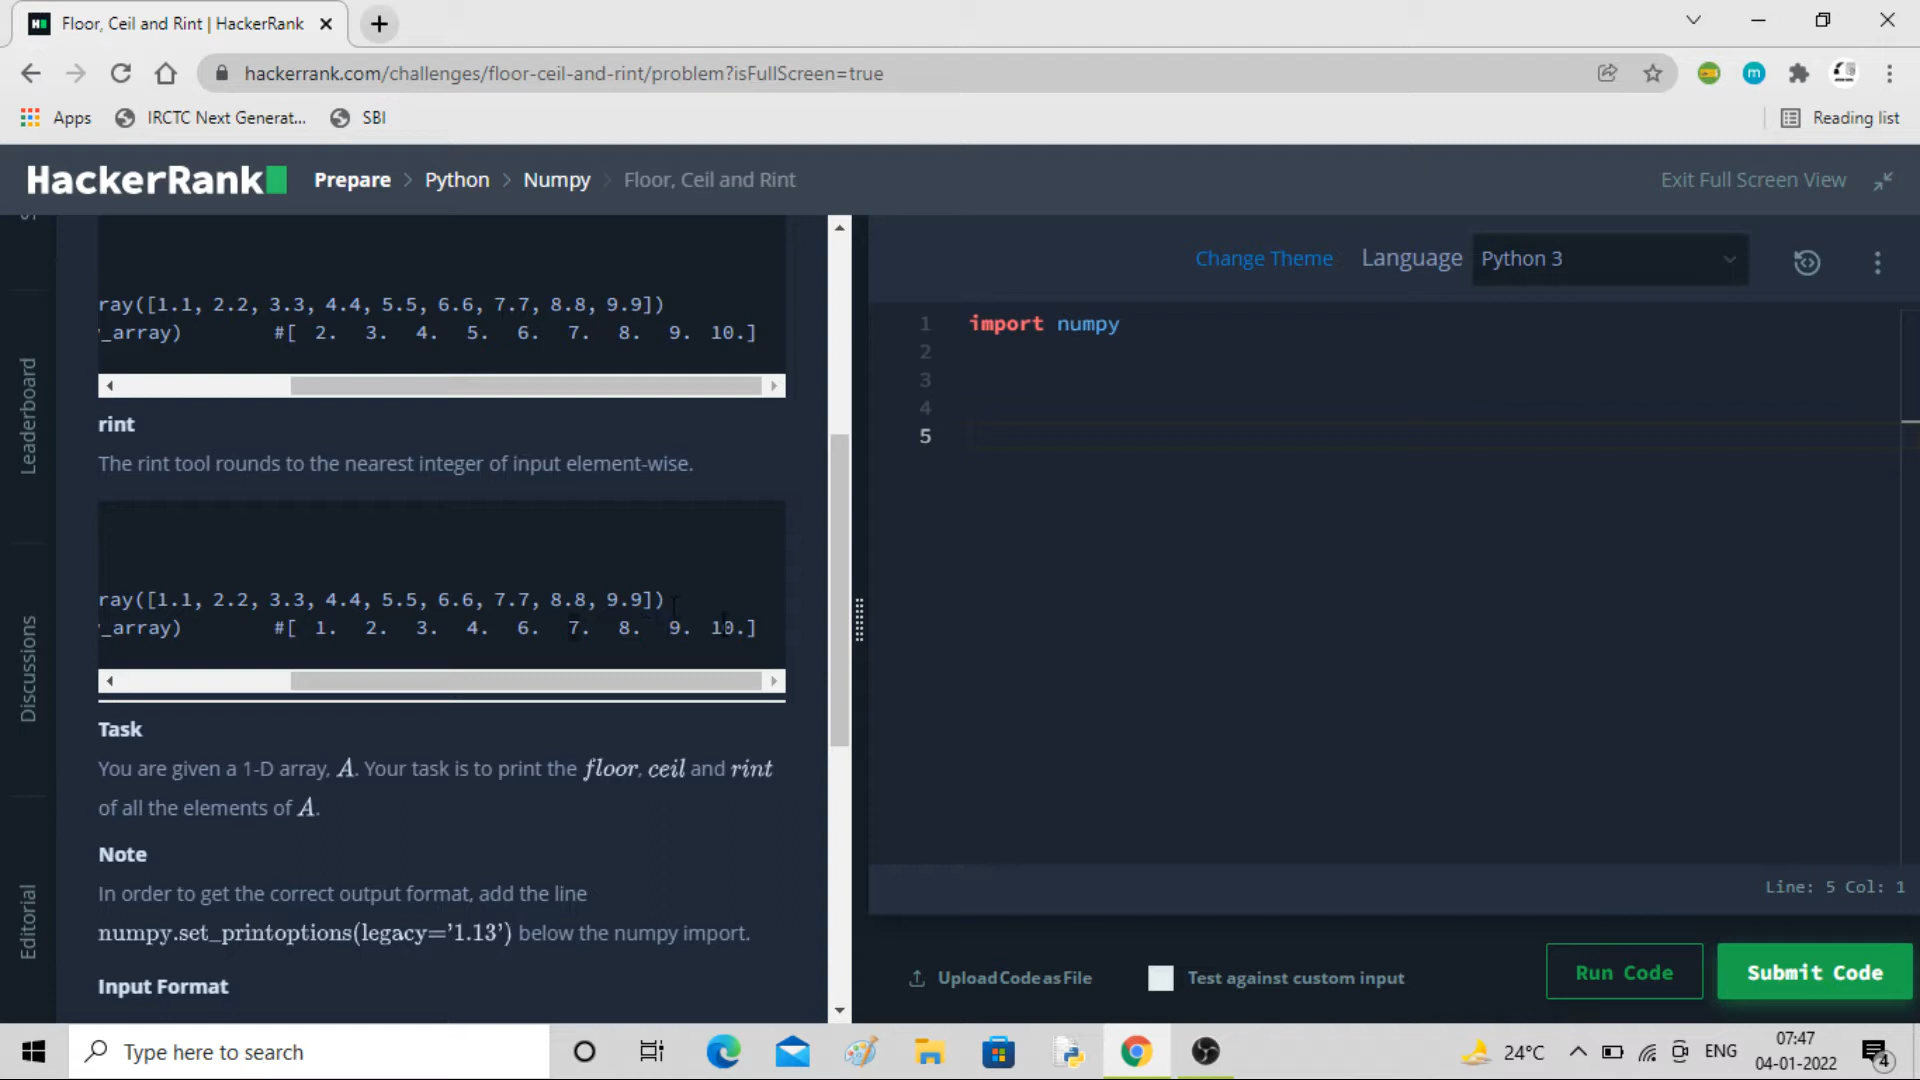 Floor, Ceil and Rint | HackerRank
hackerrank.com/challenges/floor-ceil-and-rint/problem?isFullScreen=true
m
Apps
IRCTC Next Generat...
SBI
Reading list
HackerRank
Prepare > Python > Numpy > Floor, Ceil and Rint
Exit Full Screen View
Leaderboard
Discussions
Editorial
ray([1.1, 2.2, 3.3, 4.4, 5.5, 6.6, 7.7, 8.8, 9.9])
_array) #[ 2. 3. 4. 5. 6. 7. 8. 9. 10.]
rint
The rint tool rounds to the nearest integer of input element-wise.
ray([1.1, 2.2, 3.3, 4.4, 5.5, 6.6, 7.7, 8.8, 9.9])
_array) #[ 1. 2. 3. 4. 6. 7. 8. 9. 10.]
Task
You are given a 1-D array, A. Your task is to print the floor, ceil and rint
of all the elements of A.
Note
In order to get the correct output format, add the line
numpy.set_printoptions(legacy='1.13') below the numpy import.
Input Format
Change Theme
Language
Python 3
1 import numpy
2
3
4
5
Line: 5 Col: 1
Upload Code as File
Test against custom input
Run Code
Submit Code
Type here to search
24°C
ENG
07:47
04-01-2022
4